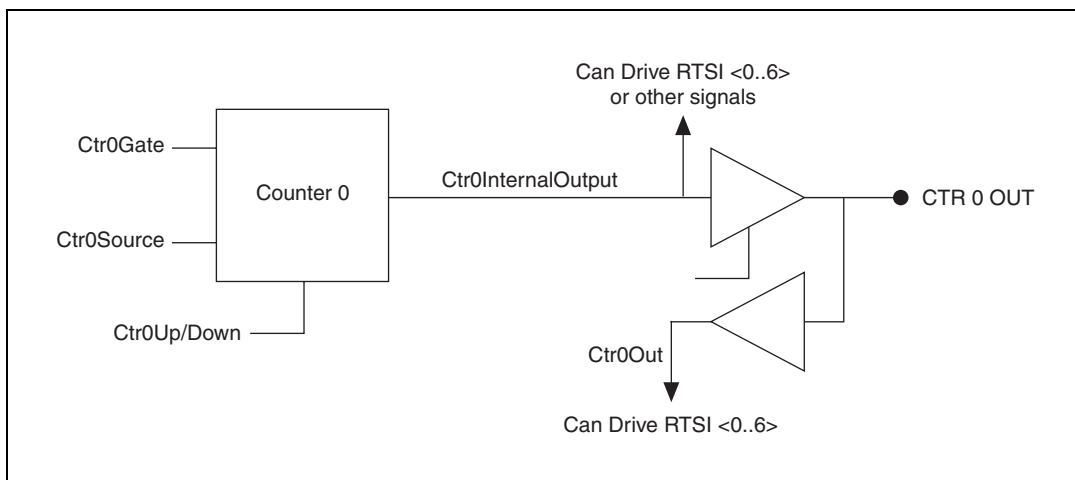 Can Drive RTSI <0..6>
or other signals
Ctr0Gate
Counter 0
Ctr0InternalOutput
CTR 0 OUT
Ctr0Source
Ctr0Up/Down
Ctr0Out
Can Drive RTSI <0..6>